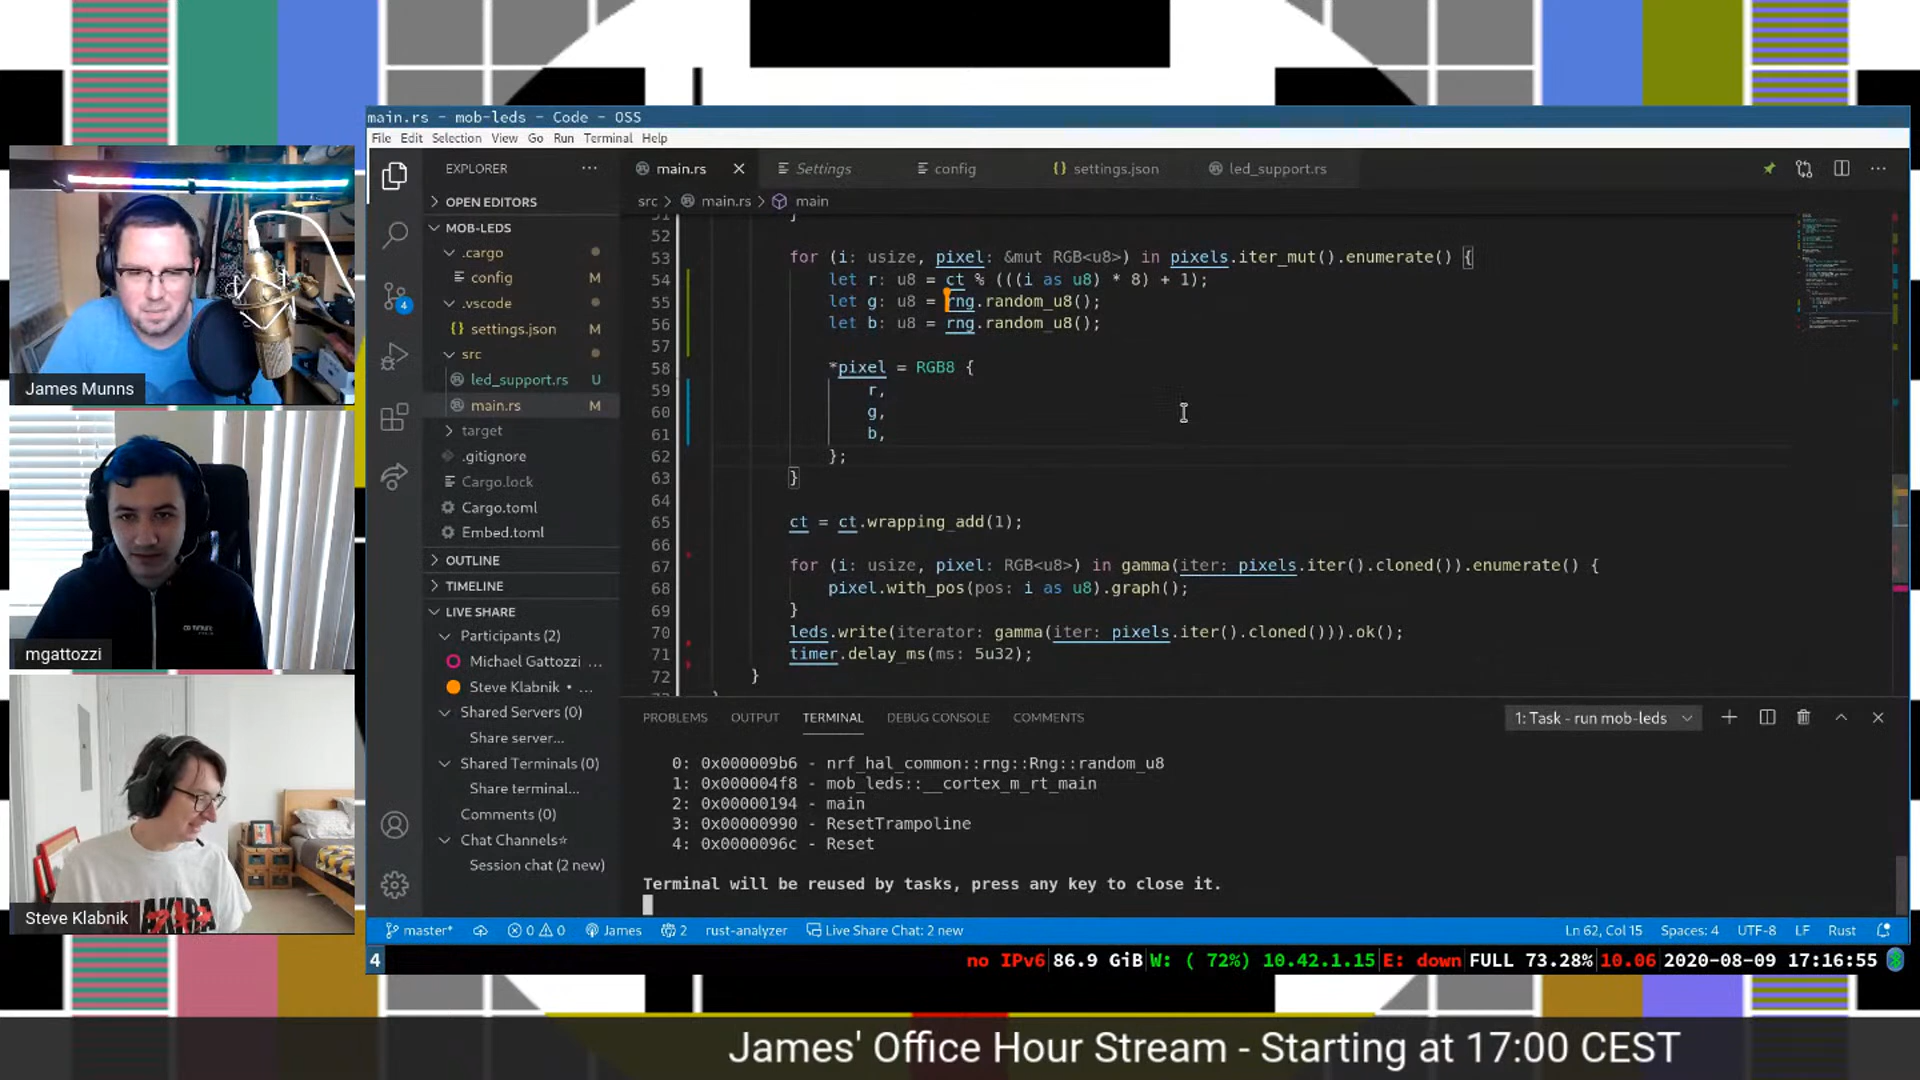 main.rs - mob-leds - Code - OSS
File Edit Selection View Go Run Terminal Help
EXPLORER
OPEN EDITORS
MOB-LEDS
.cargo
config M
.vscode
{} settings.json M
src
led_support.rs U
main.rs M
target
.gitignore
Cargo.lock
Cargo.toml
Embed.toml
OUTLINE
TIMELINE
LIVE SHARE
Participants (2)
Michael Gattozzi ...
Steve Klabnik • ...
Shared Servers (0)
Share server...
Shared Terminals (0)
Share terminal...
Comments (0)
Chat Channels☆
Session chat (2 new)
4
main.rs Settings config {} settings.json led_support.rs
src > main.rs > main
51 }
52
53 for (i: usize, pixel: &mut RGB<u8>) in pixels.iter_mut().enumerate() {
54 let r: u8 = ct % (((i as u8) * 8) + 1);
55 let g: u8 = rng.random_u8();
56 let b: u8 = rng.random_u8();
57
58 *pixel = RGB8 {
59 r,
60 g,
61 b,
62 };
63 }
64
65 ct = ct.wrapping_add(1);
66
67 for (i: usize, pixel: RGB<u8>) in gamma(iter: pixels.iter().cloned()).enumerate() {
68 pixel.with_pos(pos: i as u8).graph();
69 }
70 leds.write(iterator: gamma(iter: pixels.iter().cloned())).ok();
71 timer.delay_ms(ms: 5u32);
72 }
PROBLEMS OUTPUT TERMINAL DEBUG CONSOLE COMMENTS 1: Task - run mob-leds
0: 0x000009b6 - nrf_hal_common::rng::Rng::random_u8
1: 0x000004f8 - mob_leds::__cortex_m_rt_main
2: 0x00000194 - main
3: 0x00000990 - ResetTrampoline
4: 0x0000096c - Reset
Terminal will be reused by tasks, press any key to close it.
master* 0 0 James 2 rust-analyzer Live Share Chat: 2 new Ln 62, Col 15 Spaces: 4 UTF-8 LF Rust
4 no IPv6 86.9 GiB W: ( 72%) 10.42.1.15 E: down FULL 73.28% 10.06 2020-08-09 17:16:55
James Munns
mgattozzi
Steve Klabnik
James' Office Hour Stream - Starting at 17:00 CEST